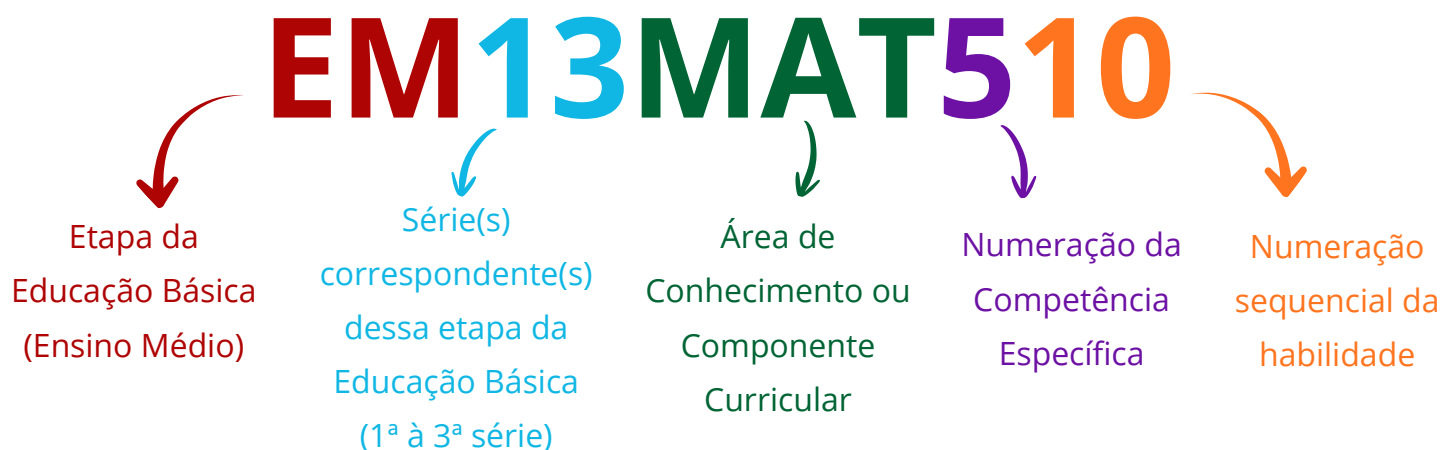 EM13MAT510
Etapa da
Educação Básica
(Ensino Médio)
Série(s)
correspondente(s)
dessa etapa da
Educação Básica
(1ª à 3ª série)
Área de
Conhecimento ou
Componente
Curricular
Numeração da
Competência
Específica
Numeração
sequencial da
habilidade